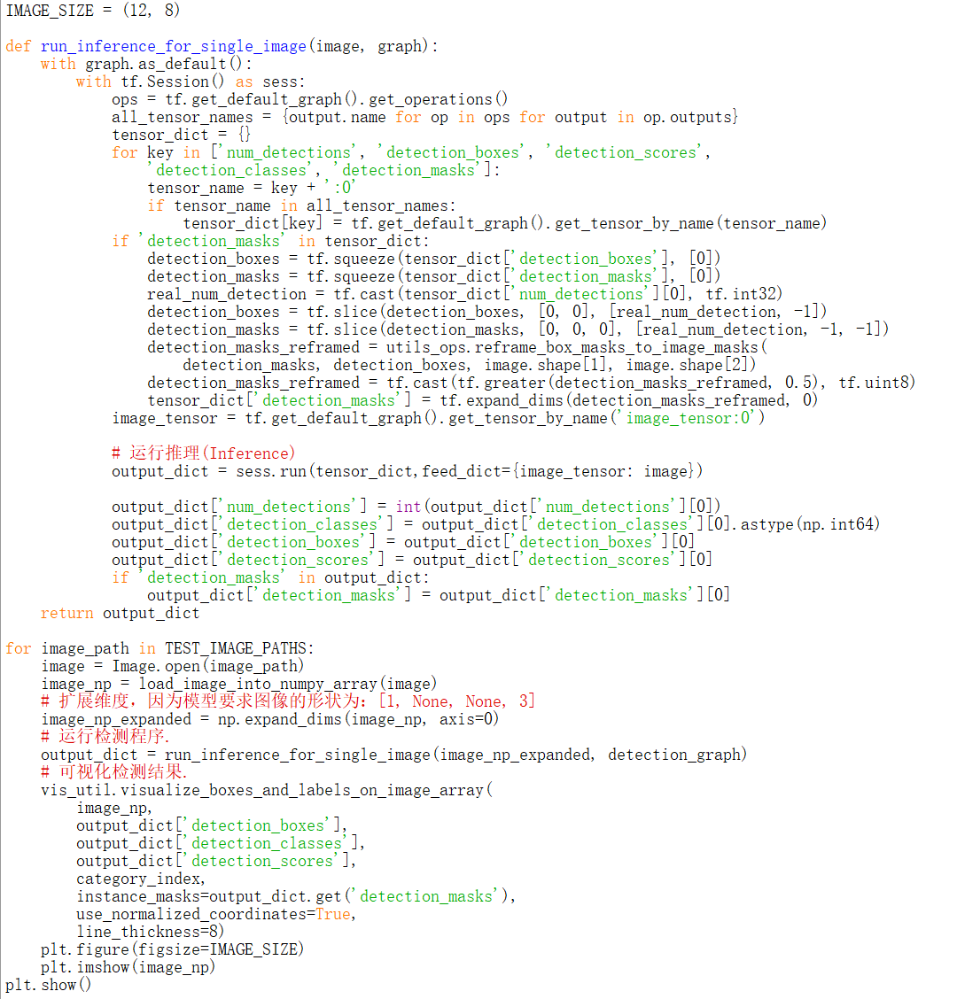 IMAGE_SIZE = (12, 8)

def run_inference_for_single_image(image, graph):
    with graph.as_default():
        with tf.Session() as sess:
            ops = tf.get_default_graph().get_operations()
            all_tensor_names = {output.name for op in ops for output in op.outputs}
            tensor_dict = {}
            for key in ['num_detections', 'detection_boxes', 'detection_scores',
                'detection_classes', 'detection_masks']:
                tensor_name = key + ':0'
                if tensor_name in all_tensor_names:
                    tensor_dict[key] = tf.get_default_graph().get_tensor_by_name(tensor_name)
            if 'detection_masks' in tensor_dict:
                detection_boxes = tf.squeeze(tensor_dict['detection_boxes'], [0])
                detection_masks = tf.squeeze(tensor_dict['detection_masks'], [0])
                real_num_detection = tf.cast(tensor_dict['num_detections'][0], tf.int32)
                detection_boxes = tf.slice(detection_boxes, [0, 0], [real_num_detection, -1])
                detection_masks = tf.slice(detection_masks, [0, 0, 0], [real_num_detection, -1, -1])
                detection_masks_reframed = utils_ops.reframe_box_masks_to_image_masks(
                    detection_masks, detection_boxes, image.shape[1], image.shape[2])
                detection_masks_reframed = tf.cast(tf.greater(detection_masks_reframed, 0.5), tf.uint8)
                tensor_dict['detection_masks'] = tf.expand_dims(detection_masks_reframed, 0)
            image_tensor = tf.get_default_graph().get_tensor_by_name('image_tensor:0')

            # 运行推理(Inference)
            output_dict = sess.run(tensor_dict,feed_dict={image_tensor: image})

            output_dict['num_detections'] = int(output_dict['num_detections'][0])
            output_dict['detection_classes'] = output_dict['detection_classes'][0].astype(np.int64)
            output_dict['detection_boxes'] = output_dict['detection_boxes'][0]
            output_dict['detection_scores'] = output_dict['detection_scores'][0]
            if 'detection_masks' in output_dict:
                output_dict['detection_masks'] = output_dict['detection_masks'][0]
    return output_dict

for image_path in TEST_IMAGE_PATHS:
    image = Image.open(image_path)
    image_np = load_image_into_numpy_array(image)
    # 扩展维度，因为模型要求图像的形状为：[1, None, None, 3]
    image_np_expanded = np.expand_dims(image_np, axis=0)
    # 运行检测程序.
    output_dict = run_inference_for_single_image(image_np_expanded, detection_graph)
    # 可视化检测结果.
    vis_util.visualize_boxes_and_labels_on_image_array(
        image_np,
        output_dict['detection_boxes'],
        output_dict['detection_classes'],
        output_dict['detection_scores'],
        category_index,
        instance_masks=output_dict.get('detection_masks'),
        use_normalized_coordinates=True,
        line_thickness=8)
    plt.figure(figsize=IMAGE_SIZE)
    plt.imshow(image_np)
plt.show()